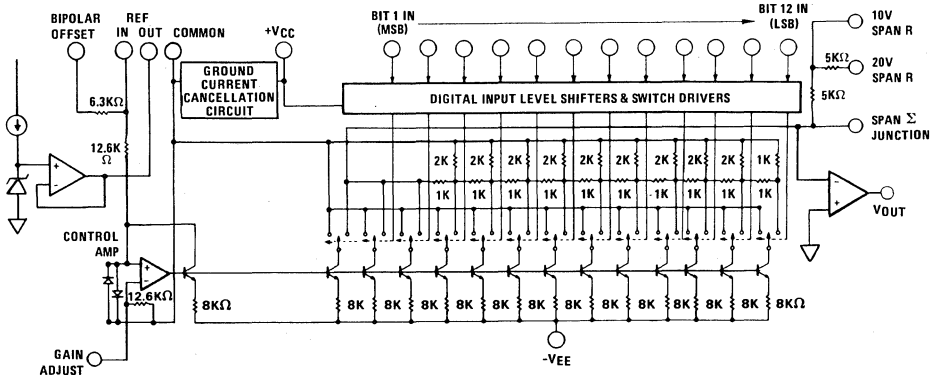 BIPOLAR OFFSET
REF
IN OUT
COMMON
+VCC
BIT 1 IN
(MSB)
BIT 12 IN
(LSB)
10V
SPAN R
20V
SPAN R
5KΩ
5KΩ
GROUND
CURRENT
CANCELLATION
CIRCUIT
DIGITAL INPUT LEVEL SHIFTERS & SWITCH DRIVERS
SPAN Σ
JUNCTION
6.3KΩ
12.6K
Ω
+
-
2K 2K 2K 2K 2K 2K 2K 2K 1K
1K 1K 1K 1K 1K 1K 1K 1K 1K
-
+
VOUT
CONTROL
AMP
+
-
12.6KΩ
8KΩ 8K 8K 8K 8K 8K 8K 8K 8K 8K 8K 8K 8KΩ
GAIN
ADJUST
-VEE